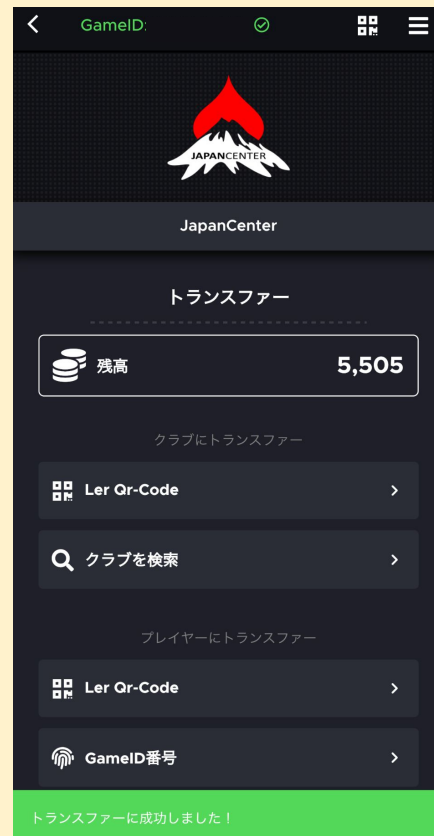 GameID:
JAPANCENTER
JapanCenter
トランスファー
残高
5,505
クラブにトランスファー
Ler Qr-Code
クラブを検索
プレイヤーにトランスファー
Ler Qr-Code
GameID番号
トランスファーに成功しました！